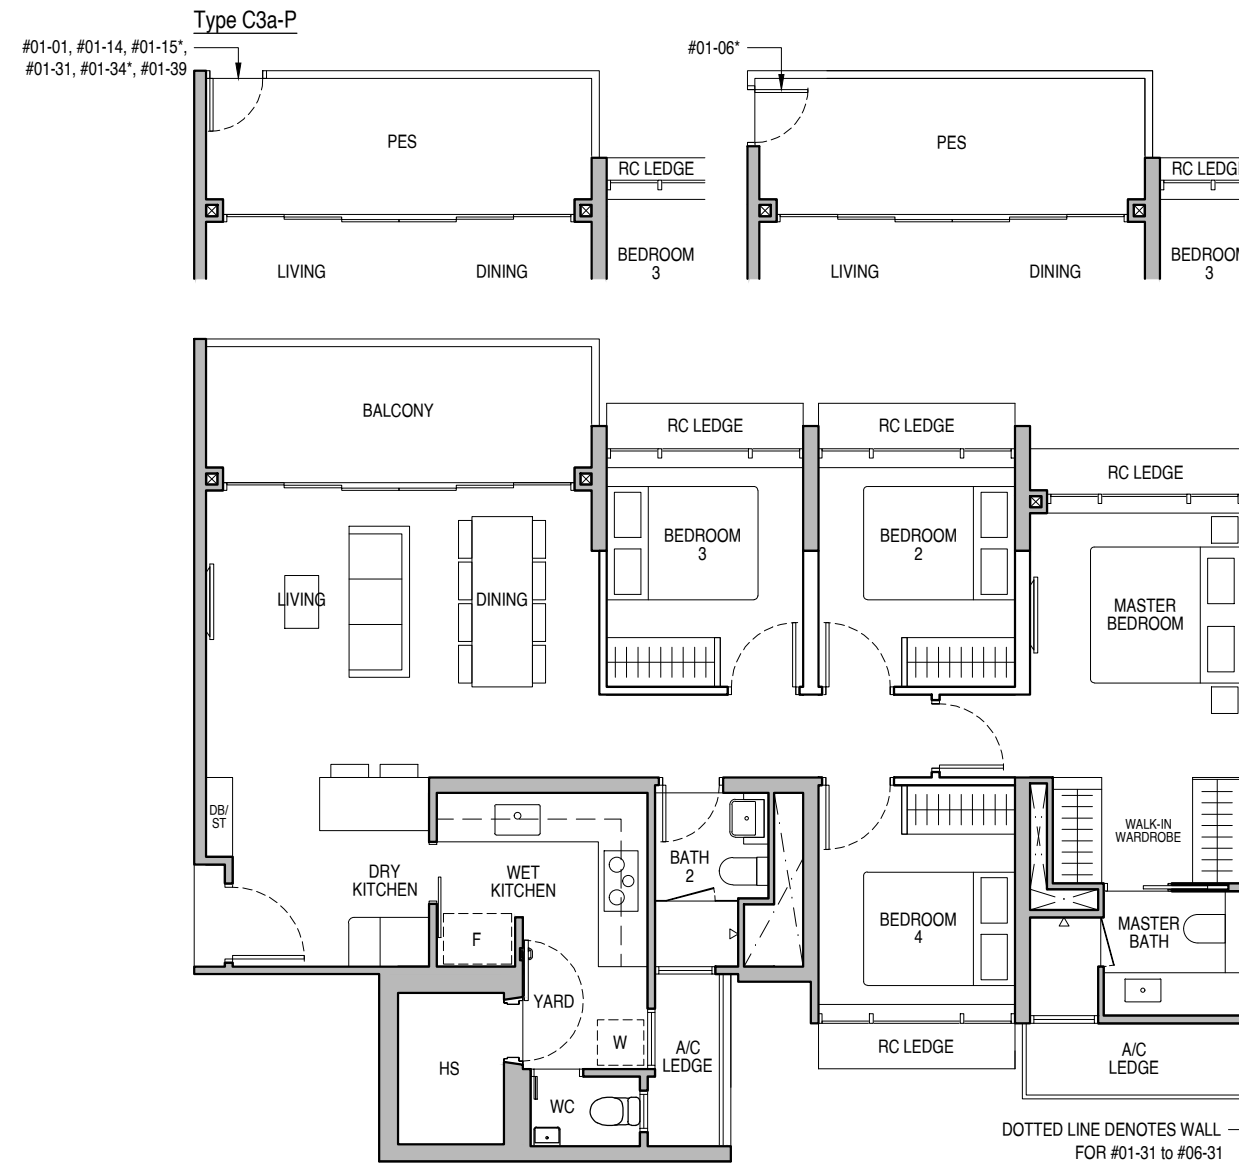 Type C3a-P
#01-01, #01-14, #01-15*,
#01-31, #01-34*, #01-39
#01-06*
PES
RC LEDGE
LIVING
DINING
BEDROOM
3
PES
RC LEDGE
LIVING
DINING
BEDROOM
3
BALCONY
RC LEDGE
RC LEDGE
RC LEDGE
BEDROOM
3
BEDROOM
2
LIVING
DINING
MASTER
BEDROOM
DB/
ST
WALK-IN
WARDROBE
DRY
KITCHEN
WET
KITCHEN
BATH
2
BEDROOM
4
MASTER
BATH
F
YARD
W
A/C
LEDGE
RC LEDGE
A/C
LEDGE
HS
WC
DOTTED LINE DENOTES WALL
FOR #01-31 to #06-31